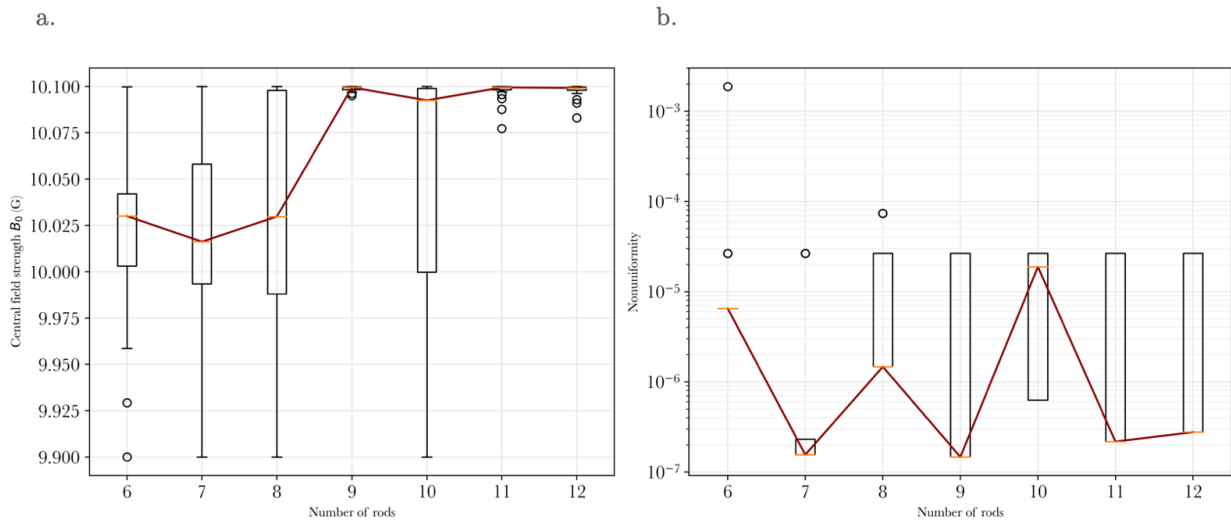 a.
Central field strength B₀ (G)
10.100
10.075
10.050
10.025
10.000
9.975
9.950
9.925
9.900
6 7 8 9 10 11 12
Number of rods
b.
Nonuniformity
10⁻³
10⁻⁴
10⁻⁵
10⁻⁶
10⁻⁷
6 7 8 9 10 11 12
Number of rods